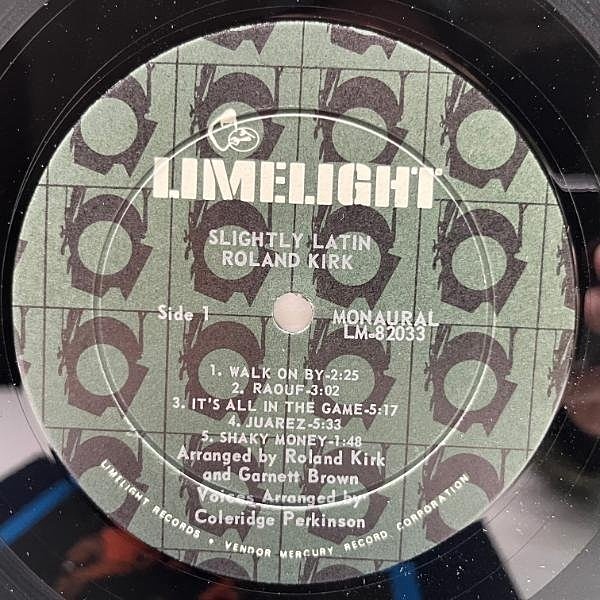 LIMELIGHT
SLIGHTLY LATIN
ROLAND KIRK
Side 1
MONAURAL
LM-82033
1. WALK ON BY-2:25
2. RAOUF-3:02
3. IT'S ALL IN THE GAME-5:17
4. JUAREZ-5:33
5. SHAKY MONEY-1:48
Arranged by Roland Kirk
and Garnett Brown
Voices Arranged by
Coleridge Perkinson
LIMELIGHT RECORDS • VENDOR MERCURY RECORD CORPORATION